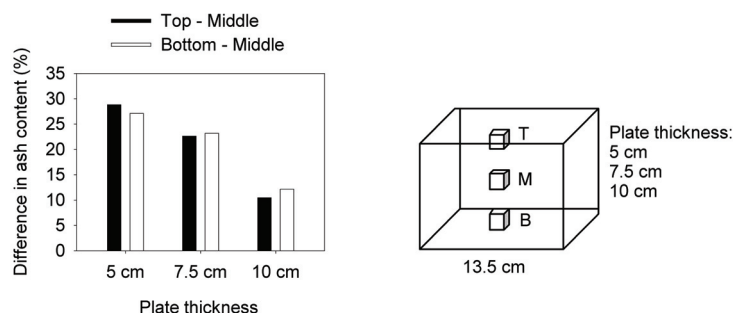 Top - Middle
Bottom - Middle
Difference in ash content (%)
35
30
25
20
15
10
5
0
5 cm 7.5 cm 10 cm
Plate thickness
T
M
B
13.5 cm
Plate thickness:
5 cm
7.5 cm
10 cm